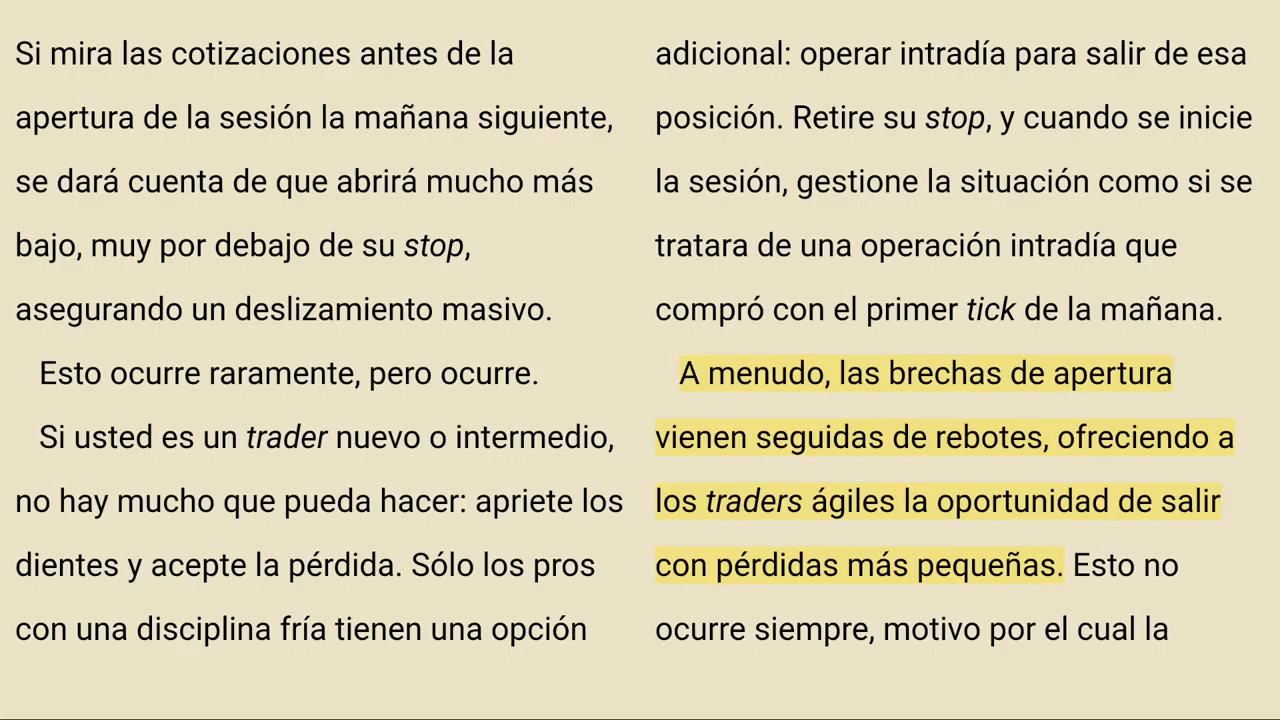 Si mira las cotizaciones antes de la
apertura de la sesión la mañana siguiente,
se dará cuenta de que abrirá mucho más
bajo, muy por debajo de su stop,
asegurando un deslizamiento masivo.
Esto ocurre raramente, pero ocurre.
Si usted es un trader nuevo o intermedio,
no hay mucho que pueda hacer: apriete los
dientes y acepte la pérdida. Sólo los pros
con una disciplina fría tienen una opción
adicional: operar intradía para salir de esa
posición. Retire su stop, y cuando se inicie
la sesión, gestione la situación como si se
tratara de una operación intradía que
compró con el primer tick de la mañana.
A menudo, las brechas de apertura
vienen seguidas de rebotes, ofreciendo a
los traders ágiles la oportunidad de salir
con pérdidas más pequeñas. Esto no
ocurre siempre, motivo por el cual la